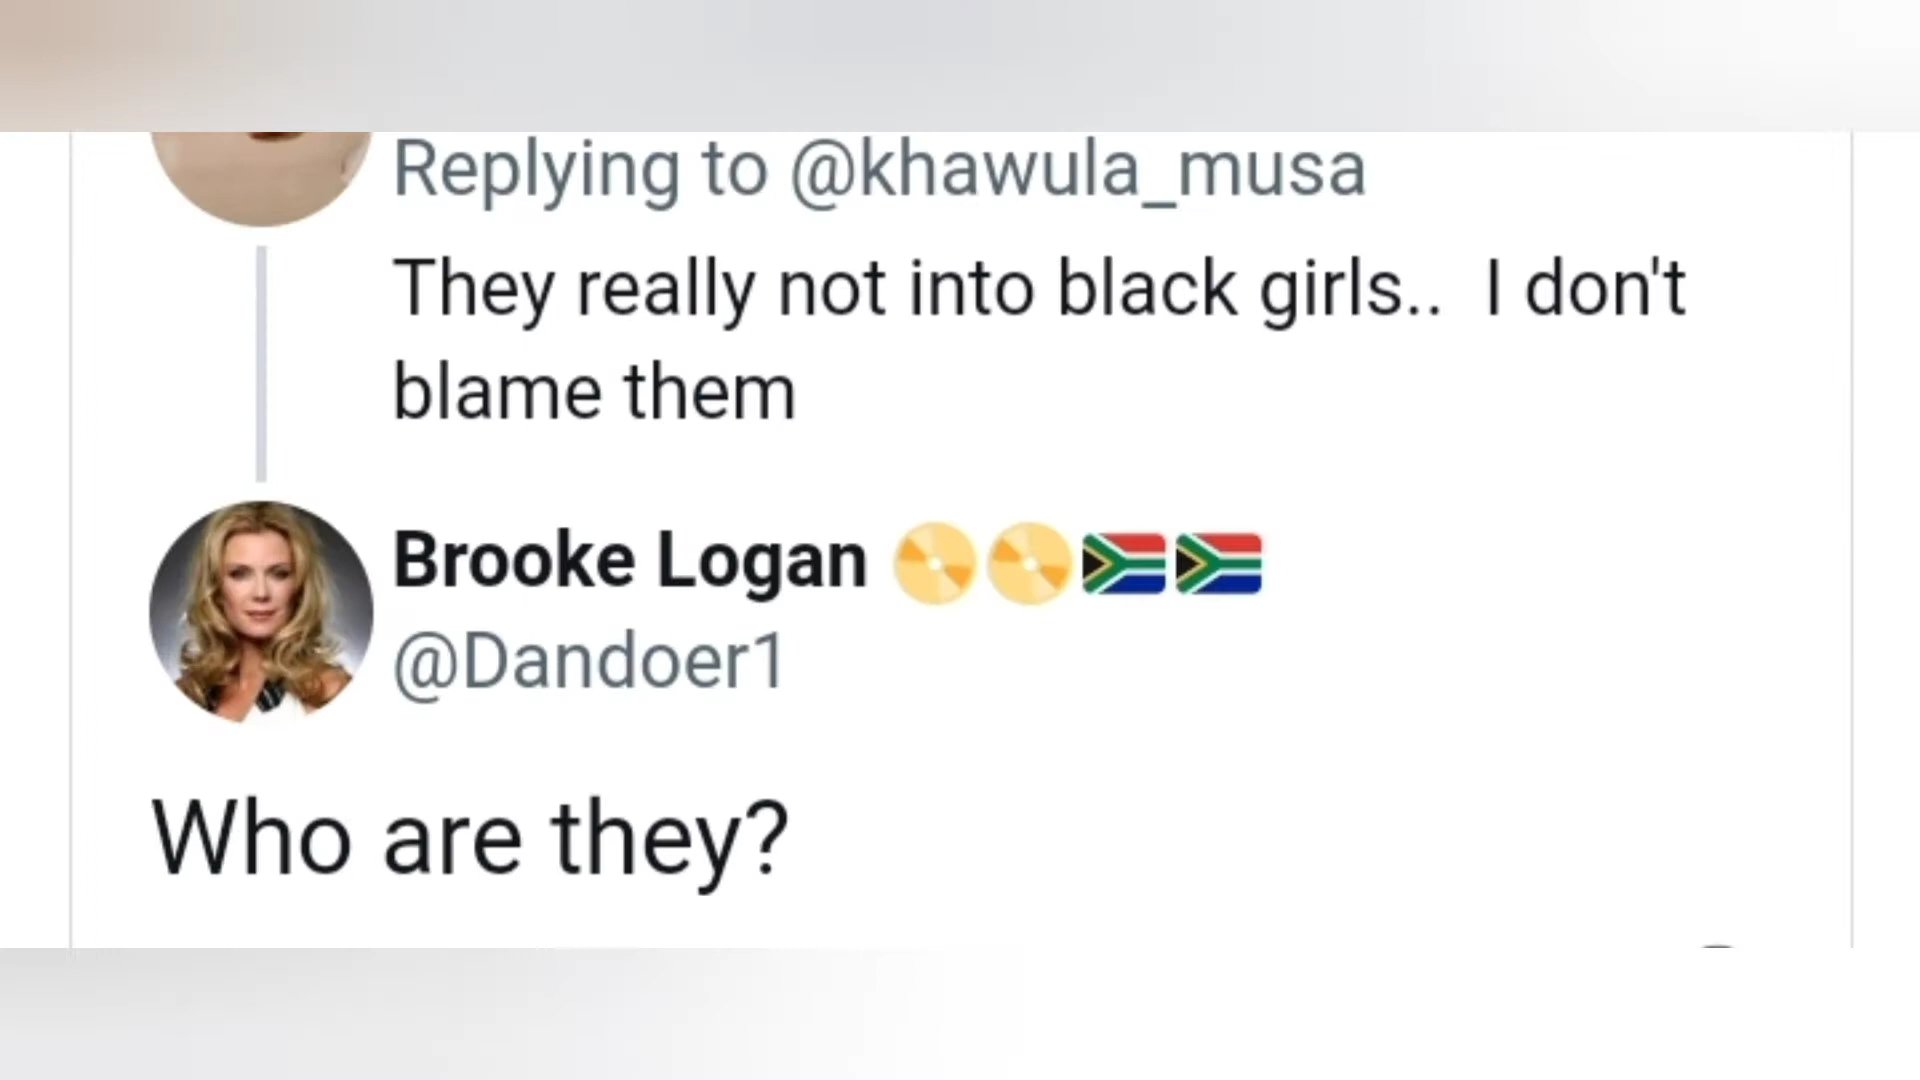 Replying to @khawula_musa
They really not into black girls..  I don't
blame them
Brooke Logan 📀📀🇿🇦🇿🇦
@Dandoer1
Who are they?